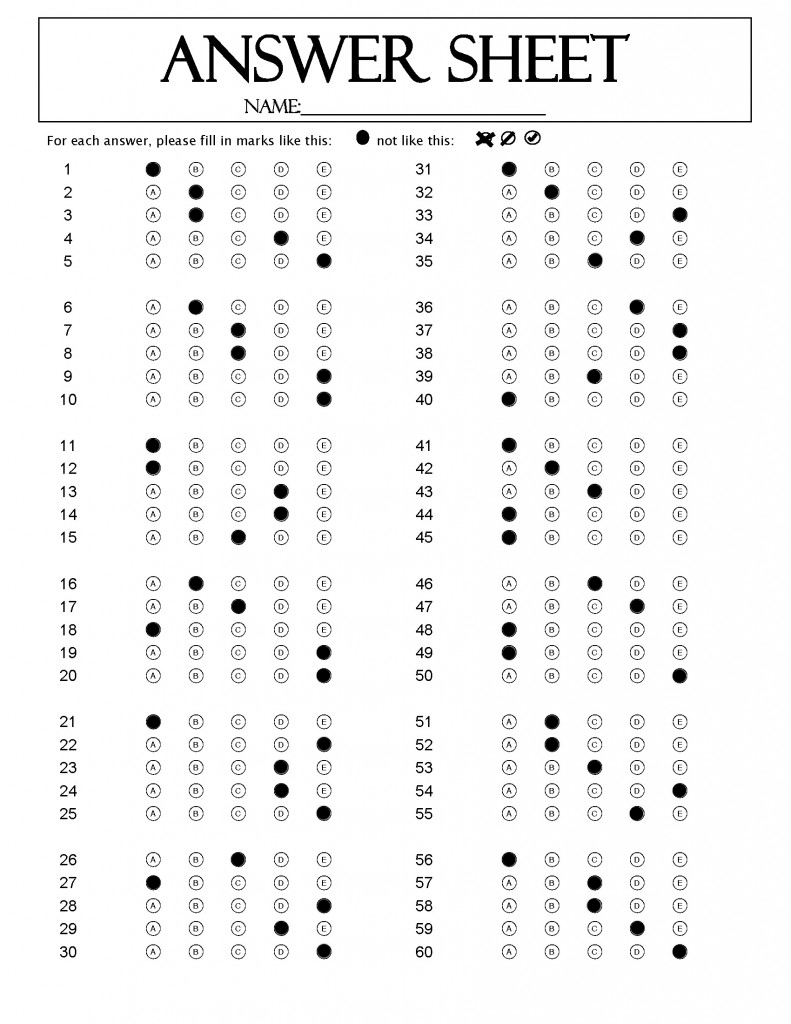 ANSWER SHEET
NAME:
For each answer, please fill in marks like this: not like this:
1 B C D E 31 B C D E
2 A C D E 32 A C D E
3 A C D E 33 A B C D
4 A B C E 34 A B C E
5 A B C D 35 A B D E
6 A C D E 36 A B C E
7 A B D E 37 A B C D
8 A B D E 38 A B C D
9 A B C D 39 A B D E
10 A B C D 40 B C D E
11 B C D E 41 B C D E
12 B C D E 42 A C D E
13 A B C E 43 A B D E
14 A B C E 44 B C D E
15 A B D E 45 B C D E
16 A C D E 46 A B D E
17 A B D E 47 A B C E
18 B C D E 48 B C D E
19 A B C D 49 B C D E
20 A B C D 50 A B C D
21 B C D E 51 A C D E
22 A B C D 52 A C D E
23 A B C E 53 A B D E
24 A B C E 54 A B C D
25 A B C D 55 A B C E
26 A B D E 56 B C D E
27 B C D E 57 A B D E
28 A B C D 58 A B D E
29 A B C E 59 A B C E
30 A B C D 60 A B C D